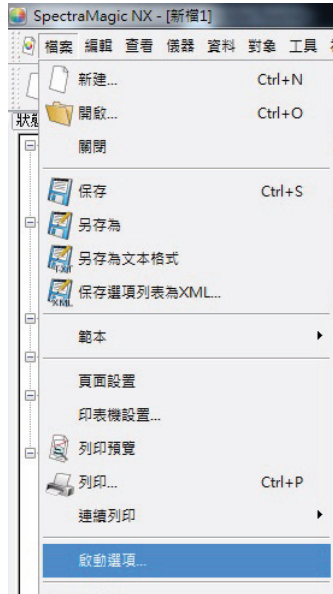 SpectraMagic NX - [新檔1]
檔案 編輯 查看 儀器 資料 對象 工具
狀態
新建... Ctrl+N
開啟... Ctrl+O
關閉
保存 Ctrl+S
另存為
TXT 另存為文本格式
XML 保存選項列表為XML...
範本
頁面設置
印表機設置...
列印預覽
列印... Ctrl+P
連續列印
啟動選項...